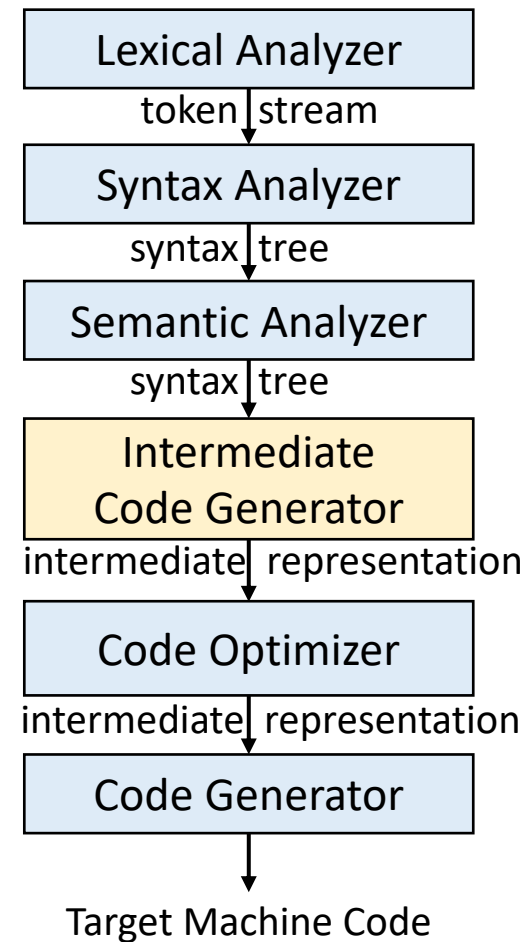 Lexical Analyzer
token stream
Syntax Analyzer
syntax tree
Semantic Analyzer
syntax tree
Intermediate
Code Generator
intermediate representation
Code Optimizer
intermediate representation
Code Generator
Target Machine Code